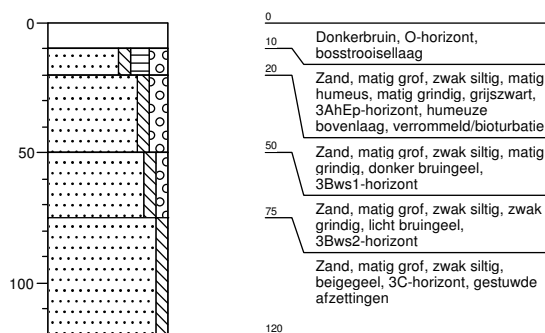 0
50
100
0
Donkerbruin, O-horizont,
bosstrooisellaag
10
Zand, matig grof, zwak siltig, matig
humeus, matig grindig, grijszwart,
3AhEp-horizont, humeuze
bovenlaag, verrommeld/bioturbatie
20
Zand, matig grof, zwak siltig, matig
grindig, donker bruingeel,
3Bws1-horizont
50
Zand, matig grof, zwak siltig, zwak
grindig, licht bruingeel,
3Bws2-horizont
75
Zand, matig grof, zwak siltig,
beigegeel, 3C-horizont, gestuwde
afzettingen
120